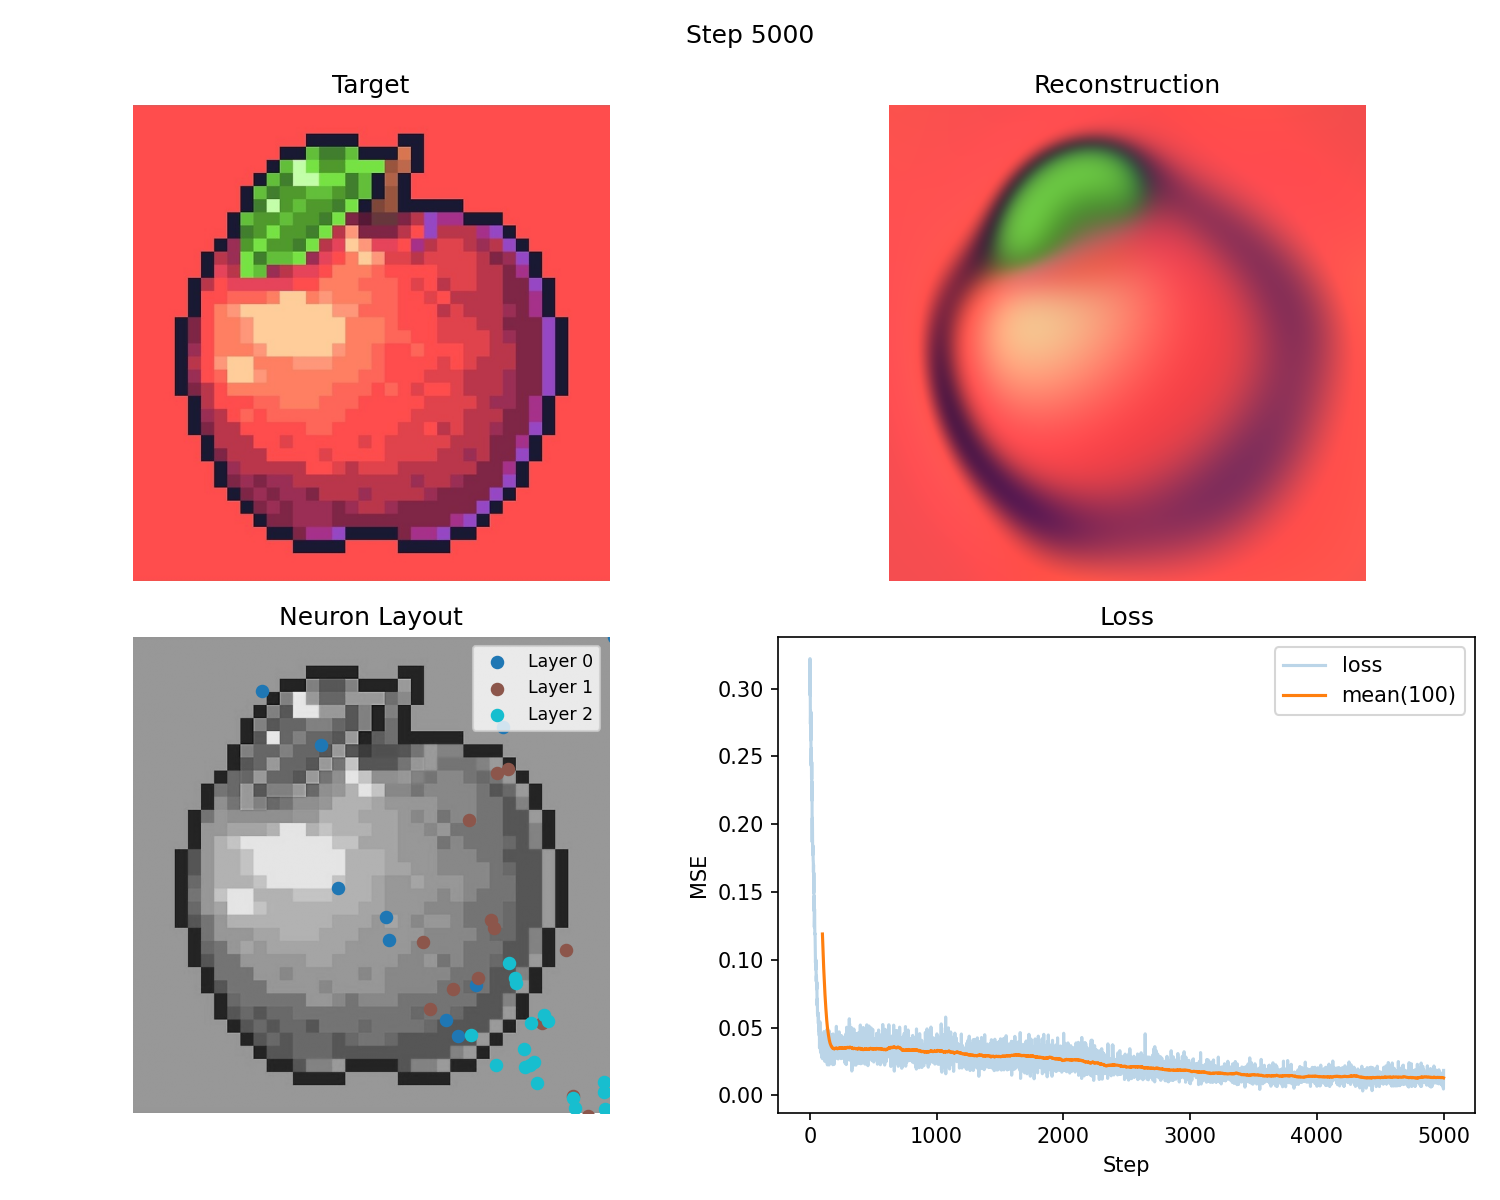 Step 5000
Target
Reconstruction
Neuron Layout
Layer 0
Layer 1
Layer 2
Loss
loss
mean(100)
MSE
0.30
0.25
0.20
0.15
0.10
0.05
0.00
0 1000 2000 3000 4000 5000
Step